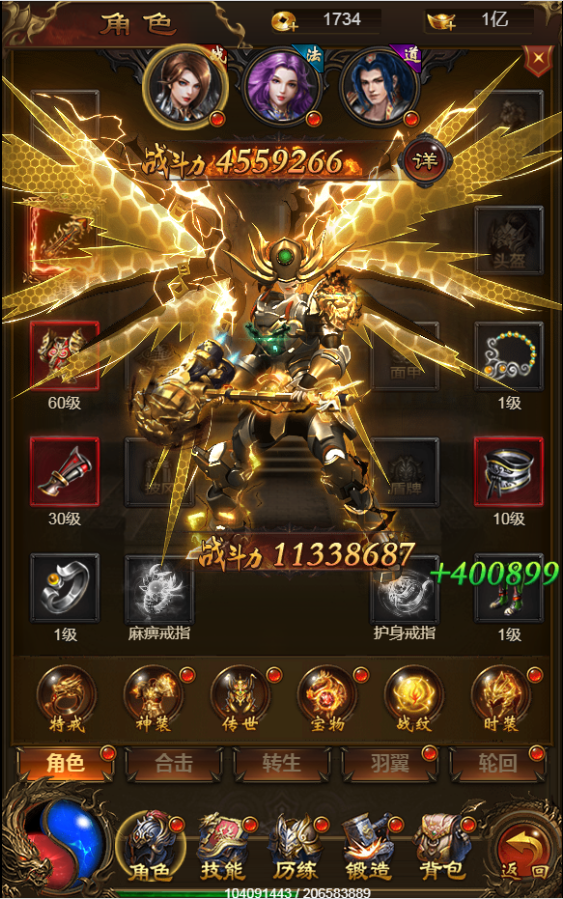 角色 1734 1亿
战 法 道
战斗力 4559266 详
头盔
60级 面甲 1级
30级 披风 盾牌 10级
战斗力 11338687
+400899
1级 麻痹戒指 护身戒指 1级
特戒 神装 传世 宝物 战纹 时装
角色 合击 转生 羽翼 轮回
角色 技能 历练 锻造 背包 返回
104091443 / 206583889